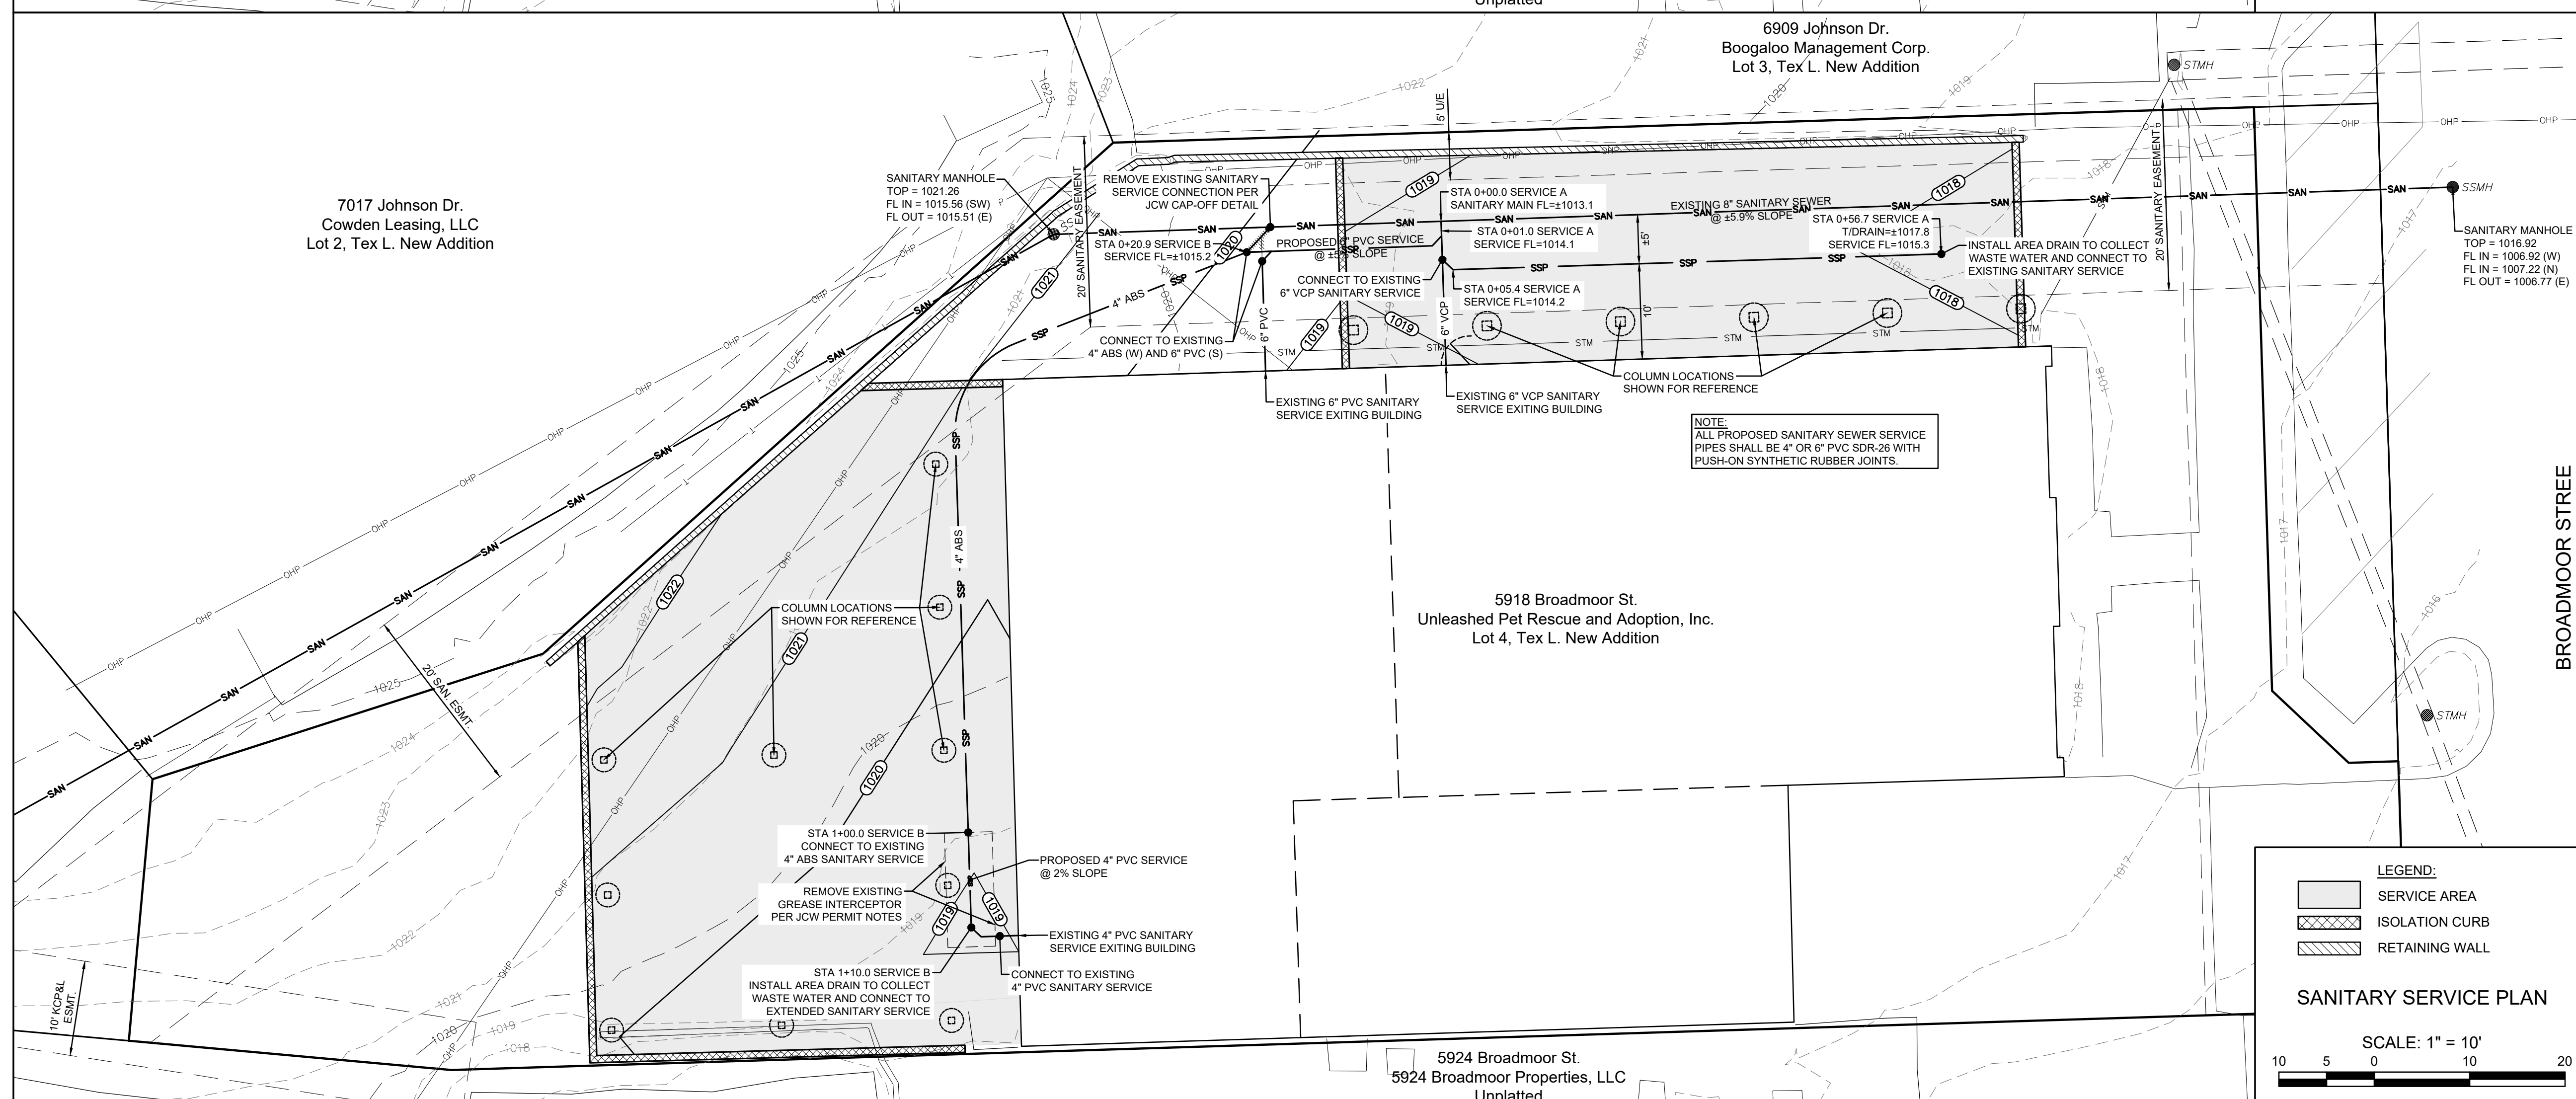 Unplatted
6909 Johnson Dr.
Boogaloo Management Corp.
Lot 3, Tex L. New Addition
7017 Johnson Dr.
Cowden Leasing, LLC
Lot 2, Tex L. New Addition
SANITARY MANHOLE
TOP = 1021.26
FL IN = 1015.56 (SW)
FL OUT = 1015.51 (E)
20' SANITARY EASEMENT
REMOVE EXISTING SANITARY
SERVICE CONNECTION PER
JCW CAP-OFF DETAIL
5' U/E
STA 0+00.0 SERVICE A
SANITARY MAIN FL=±1013.1
STA 0+01.0 SERVICE A
SERVICE FL=1014.1
EXISTING 8" SANITARY SEWER
@ ±5.9% SLOPE
STA 0+56.7 SERVICE A
T/DRAIN=±1017.8
SERVICE FL=1015.3
INSTALL AREA DRAIN TO COLLECT
WASTE WATER AND CONNECT TO
EXISTING SANITARY SERVICE
20' SANITARY EASEMENT
STMH
SSMH
SANITARY MANHOLE
TOP = 1016.92
FL IN = 1006.92 (W)
FL IN = 1007.22 (N)
FL OUT = 1006.77 (E)
STA 0+20.9 SERVICE B
SERVICE FL=±1015.2
PROPOSED 6" PVC SERVICE
@ ±5% SLOPE
CONNECT TO EXISTING
6" VCP SANITARY SERVICE
STA 0+05.4 SERVICE A
SERVICE FL=1014.2
±5'
10'
4" ABS
6" PVC
6" VCP
CONNECT TO EXISTING
4" ABS (W) AND 6" PVC (S)
EXISTING 6" PVC SANITARY
SERVICE EXITING BUILDING
EXISTING 6" VCP SANITARY
SERVICE EXITING BUILDING
COLUMN LOCATIONS
SHOWN FOR REFERENCE
NOTE:
ALL PROPOSED SANITARY SEWER SERVICE
PIPES SHALL BE 4" OR 6" PVC SDR-26 WITH
PUSH-ON SYNTHETIC RUBBER JOINTS.
BROADMOOR STREE
4" ABS
COLUMN LOCATIONS
SHOWN FOR REFERENCE
5918 Broadmoor St.
Unleashed Pet Rescue and Adoption, Inc.
Lot 4, Tex L. New Addition
20' SAN. ESMT.
STMH
STA 1+00.0 SERVICE B
CONNECT TO EXISTING
4" ABS SANITARY SERVICE
REMOVE EXISTING
GREASE INTERCEPTOR
PER JCW PERMIT NOTES
PROPOSED 4" PVC SERVICE
@ 2% SLOPE
EXISTING 4" PVC SANITARY
SERVICE EXITING BUILDING
STA 1+10.0 SERVICE B
INSTALL AREA DRAIN TO COLLECT
WASTE WATER AND CONNECT TO
EXTENDED SANITARY SERVICE
CONNECT TO EXISTING
4" PVC SANITARY SERVICE
10' KCP&L
ESMT.
5924 Broadmoor St.
5924 Broadmoor Properties, LLC
Unplatted
LEGEND:
SERVICE AREA
ISOLATION CURB
RETAINING WALL
SANITARY SERVICE PLAN
SCALE: 1" = 10'
10 5 0 10 20